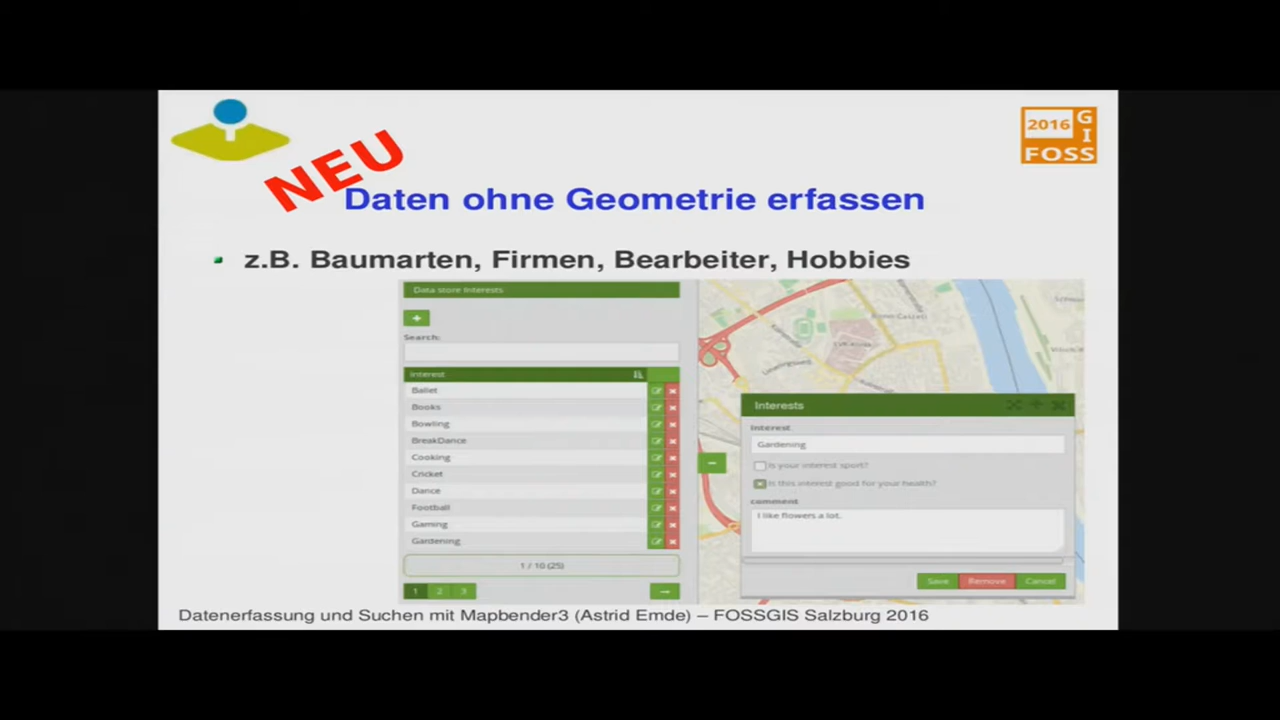 2016
G
I
FOSS
NEU
Daten ohne Geometrie erfassen
z.B. Baumarten, Firmen, Bearbeiter, Hobbies
Data store Interests
+
Search:
Interest
Ballet
Books
Bowling
BreakDance
Cooking
Cricket
Dance
Football
Gaming
Gardening
1 / 10 (25)
1 2 3
Interests
Interest
Gardening
Is your interest sport?
Is this interest good for your health?
comment
I like flowers a lot.
Save Remove Cancel
Datenerfassung und Suchen mit Mapbender3 (Astrid Emde) – FOSSGIS Salzburg 2016